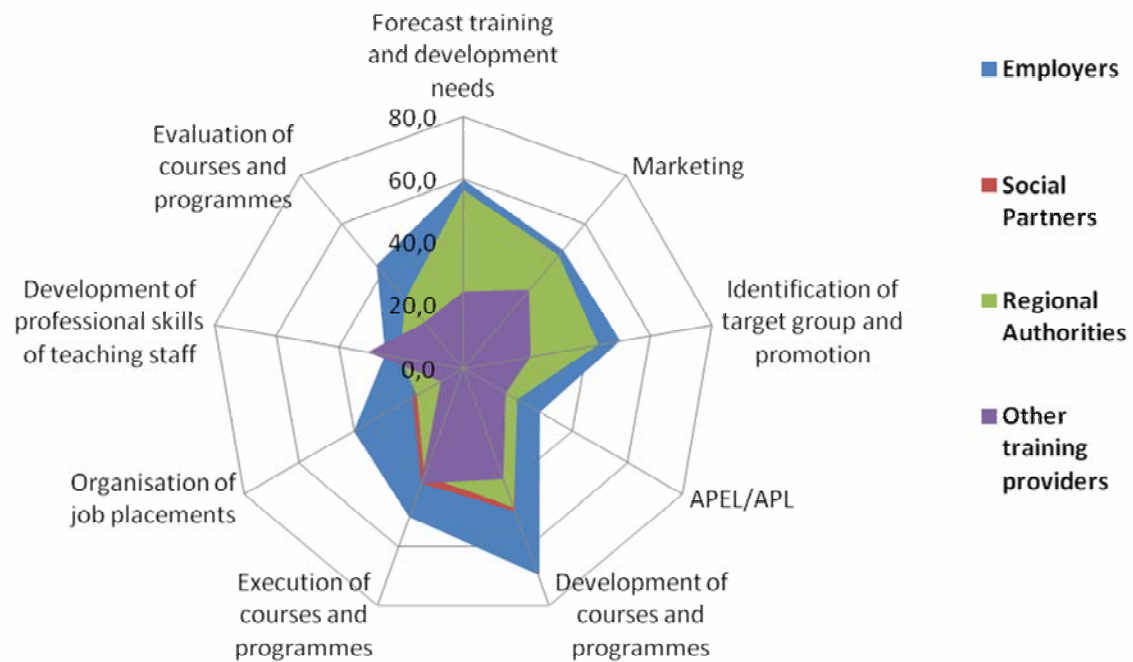 Forecast training
and development
needs
80,0
60,0
40,0
20,0
0,0
Marketing
Identification of
target group and
promotion
APEL/APL
Development of
courses and
programmes
Execution of
courses and
programmes
Organisation of
job placements
Development of
professional skills
of teaching staff
Evaluation of
courses and
programmes
Employers
Social
Partners
Regional
Authorities
Other
training
providers